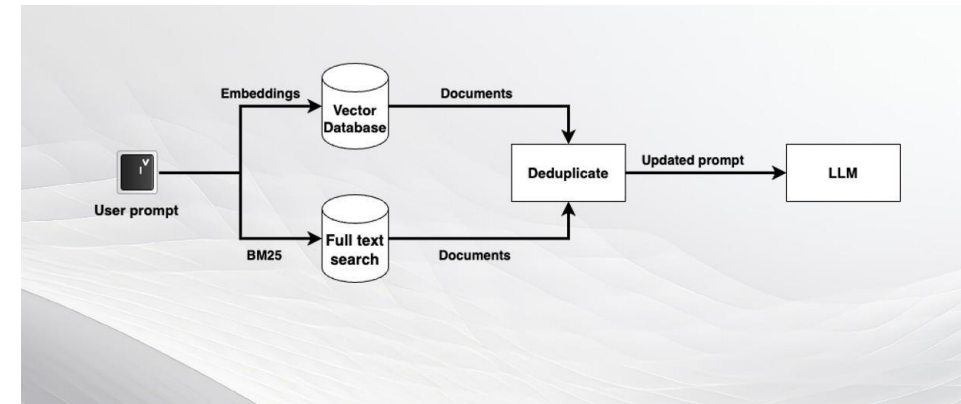 Embeddings
Vector
Database
Documents
User prompt
BM25
Full text
search
Documents
Deduplicate
Updated prompt
LLM